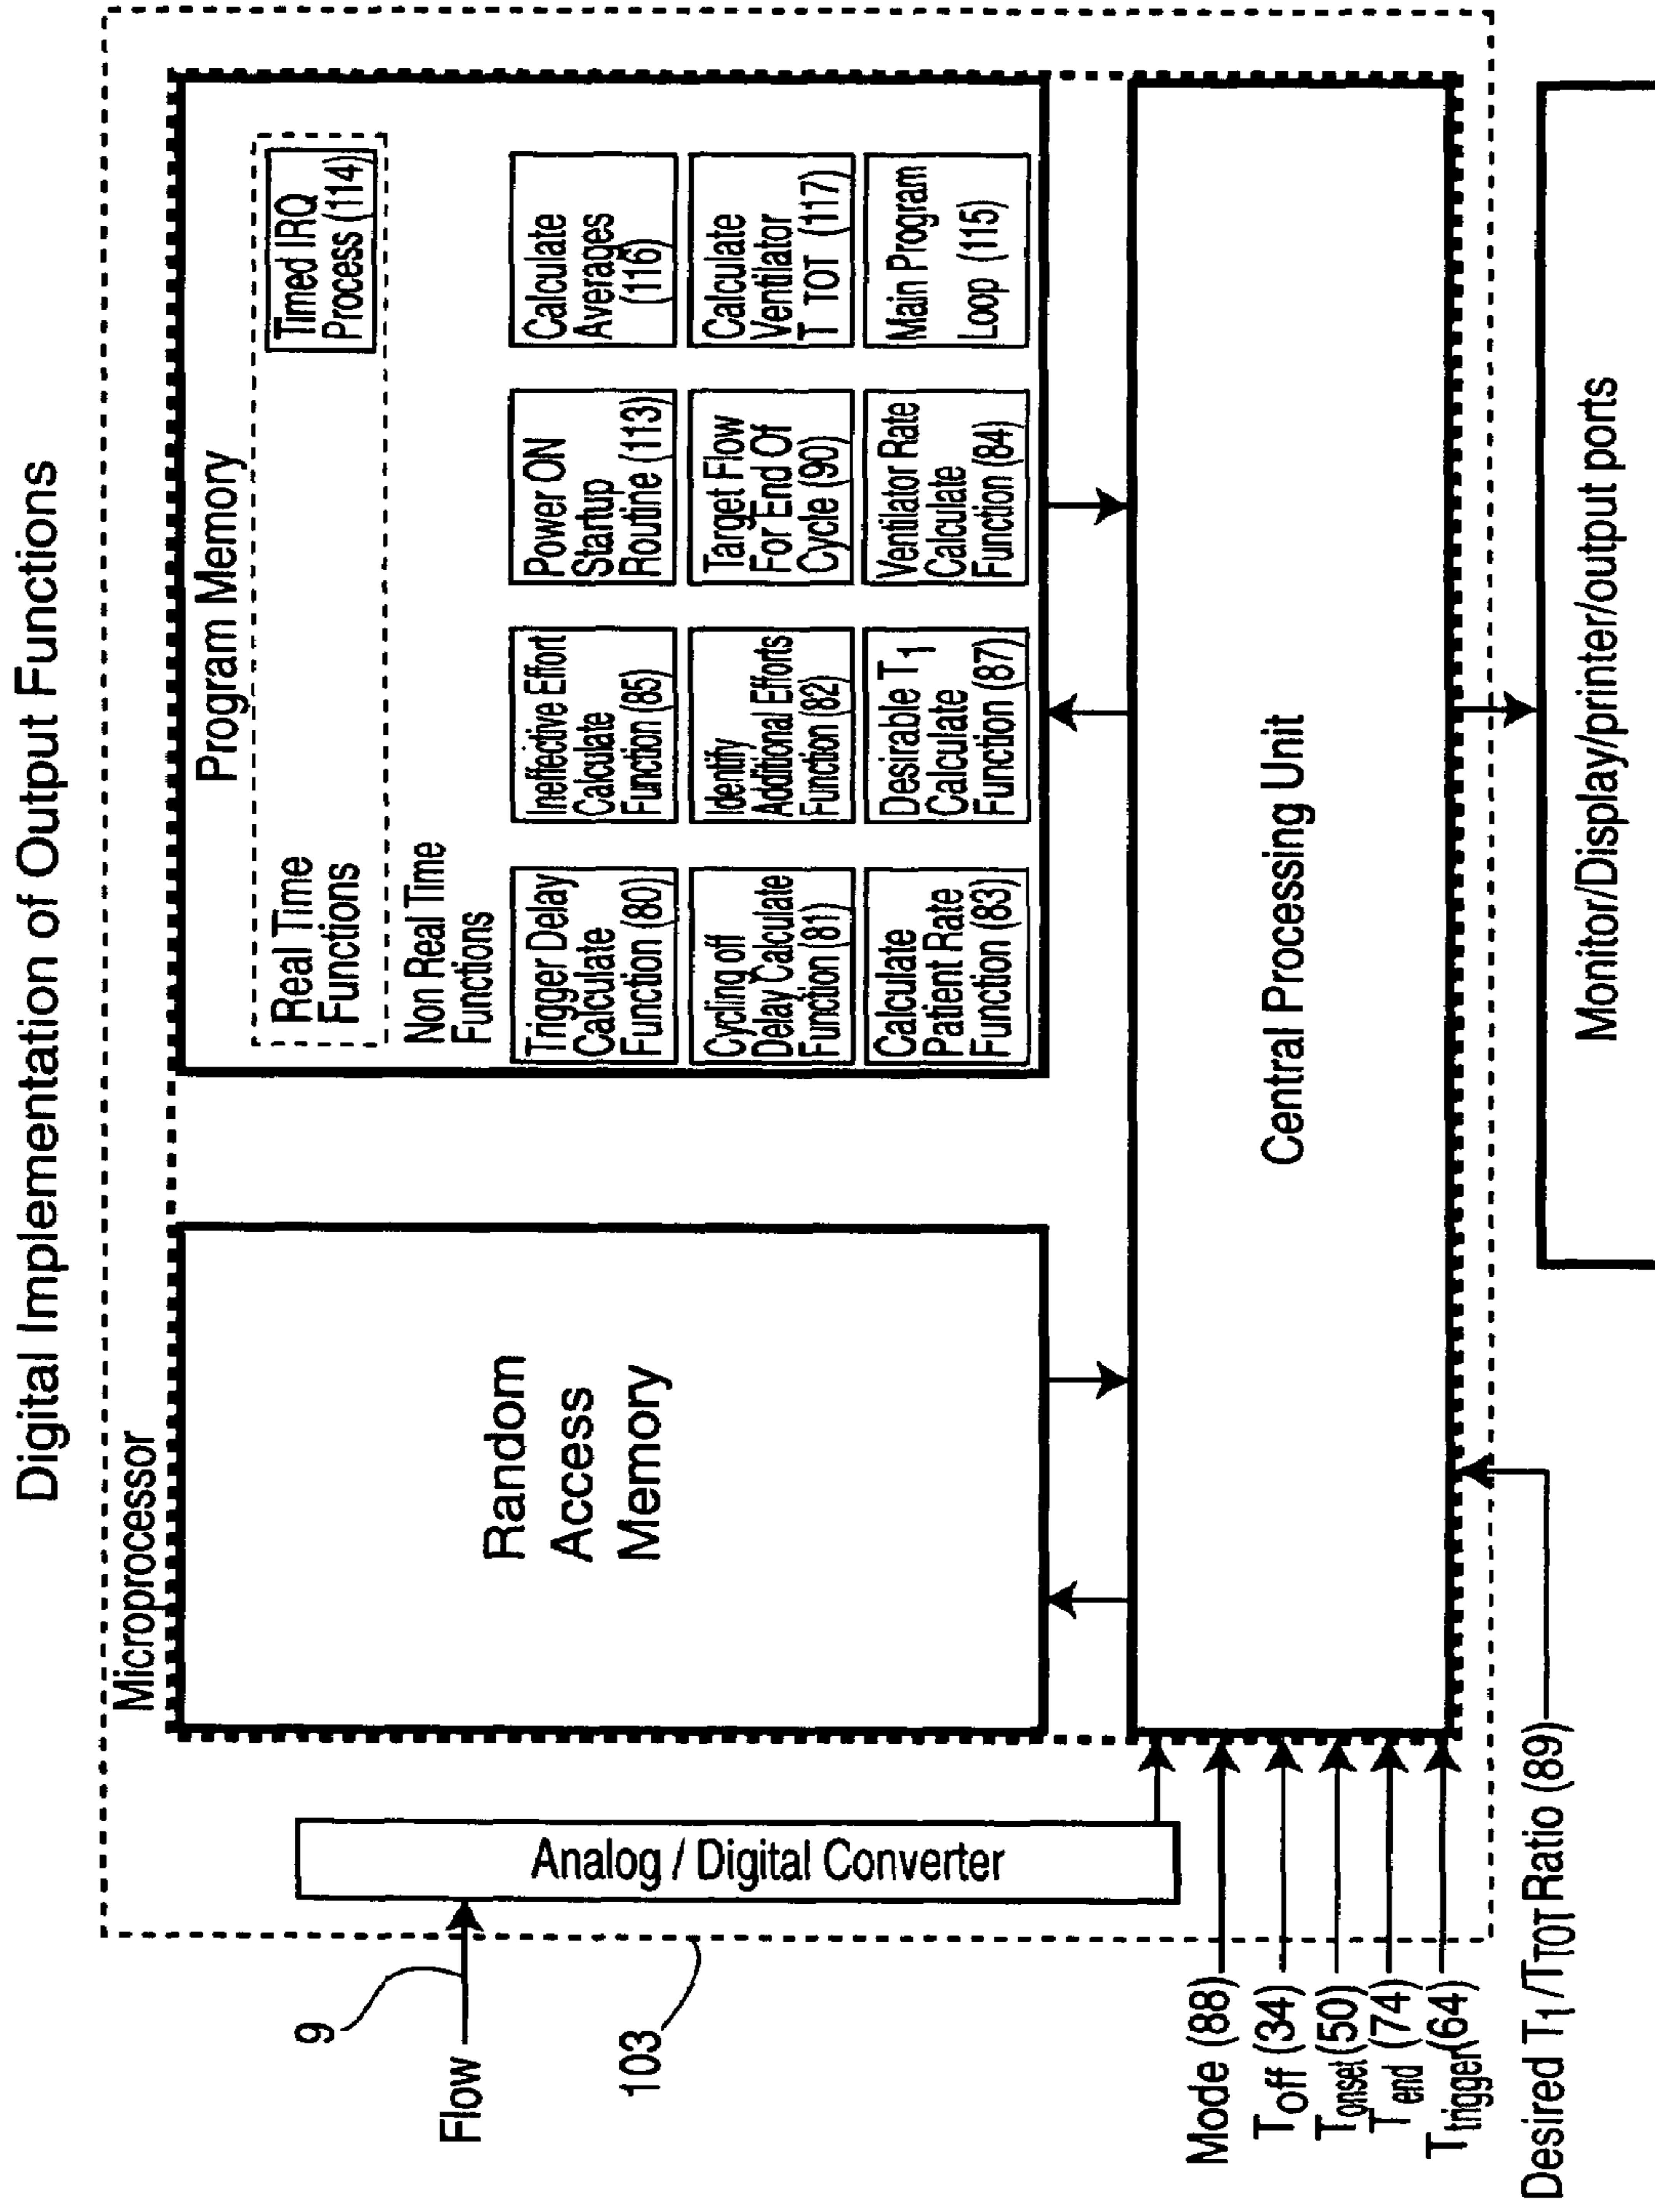 Digital Implementation of Output Functions
Microprocessor
Program Memory
Real Time
Functions
Timed IRQ
Process (114)
Non Real Time
Functions
Trigger Delay
Calculate
Function (80)
Ineffective Effort
Calculate
Function (85)
Power ON
Startup
Routine (113)
Calculate
Averages
(116)
Cycling off
Delay Calculate
Function (81)
Identify
Additional Efforts
Function (82)
Target Flow
For End Of
Cycle (90)
Calculate
Ventilator
T TOT (117)
Calculate
Patient Rate
Function (83)
Desirable T1
Calculate
Function (87)
Ventilator Rate
Calculate
Function (84)
Main Program
Loop (115)
Random
Access
Memory
Analog / Digital Converter
9
Flow
103
Central Processing Unit
Mode (88)
Toff (34)
Tonset (50)
Tend (74)
Ttrigger (64)
Desired T1/TTOT Ratio (89)
Monitor/Display/printer/output ports